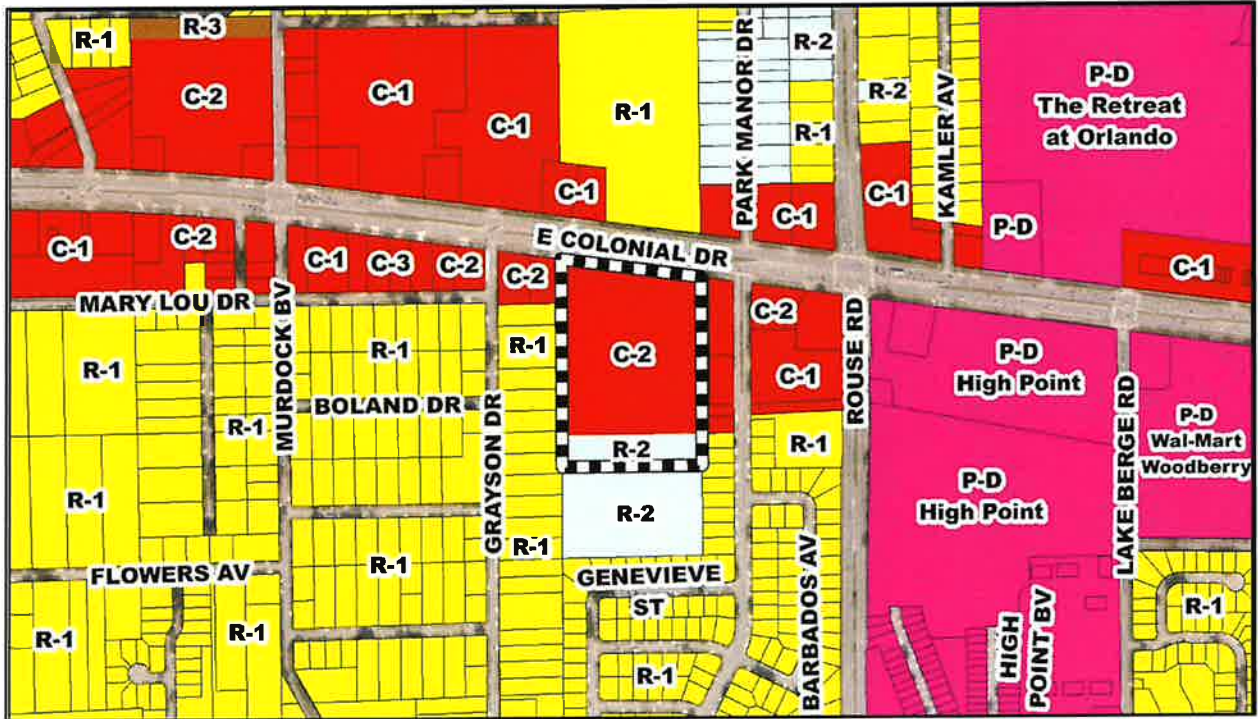 R-1
R-3
C-2
C-1
C-1
C-1
R-1
PARK MANOR DR
R-2
R-2
R-1
C-1
C-1
KAMLER AV
P-D
The Retreat
at Orlando
P-D
C-1
C-1
C-2
E COLONIAL DR
C-1
C-3
C-2
C-2
MARY LOU DR
MURDOCK BV
R-1
R-1
R-1
BOLAND DR
R-1
GRAYSON DR
R-1
C-2
R-2
R-2
C-2
C-1
R-1
ROUSE RD
P-D
High Point
P-D
High Point
LAKE BERGE RD
P-D
Wal-Mart
Woodberry
R-1
FLOWERS AV
R-1
R-1
R-1
GENEVIEVE
ST
R-1
BARBADOS AV
HIGH
POINT BV
R-1